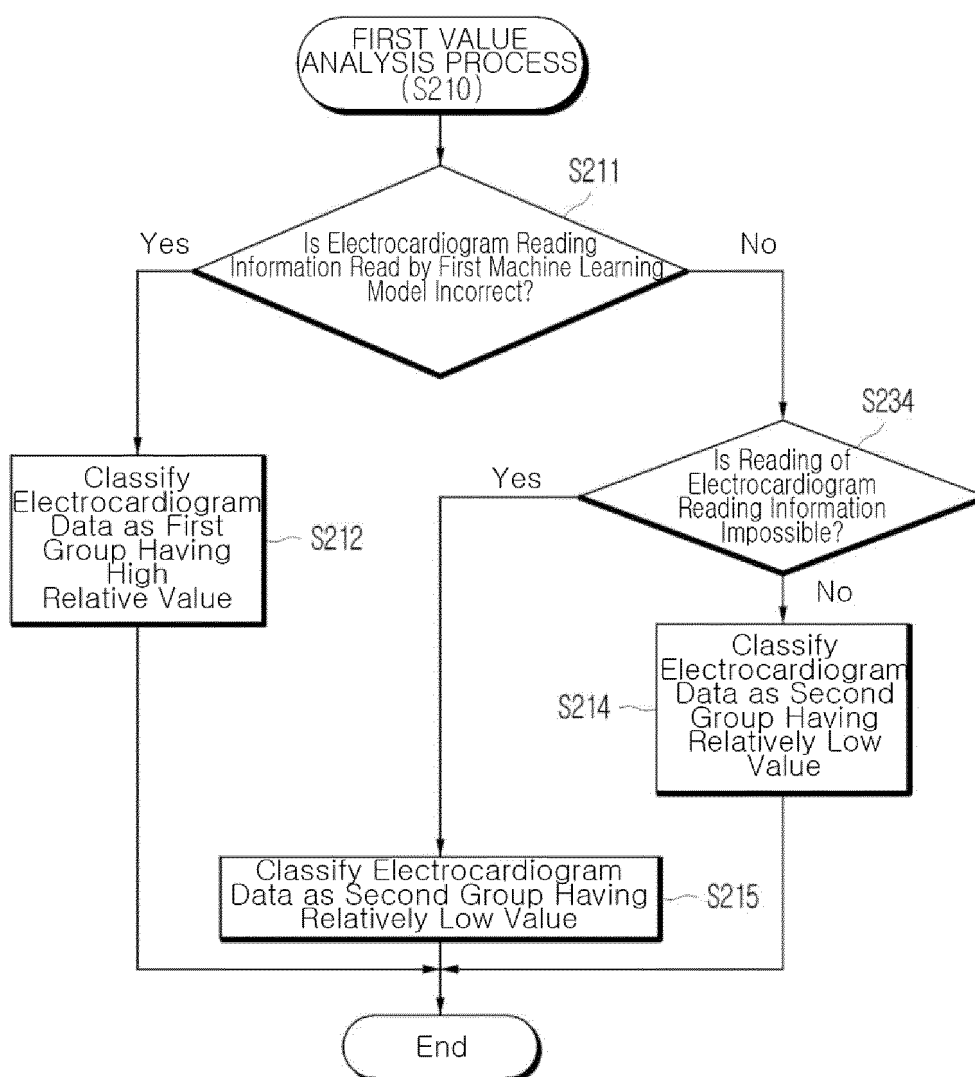 FIRST VALUE
ANALYSIS PROCESS
(S210)
S211
Is Electrocardiogram Reading
Information Read by First Machine Learning
Model Incorrect?
Yes
No
S234
Is Reading of
Electrocardiogram
Reading Information
Impossible?
Yes
No
Classify
Electrocardiogram
Data as First
Group Having
High
Relative Value
S212
Classify
Electrocardiogram
Data as Second
Group Having
Relatively Low
Value
S214
Classify Electrocardiogram
Data as Second Group Having
Relatively Low Value
S215
End